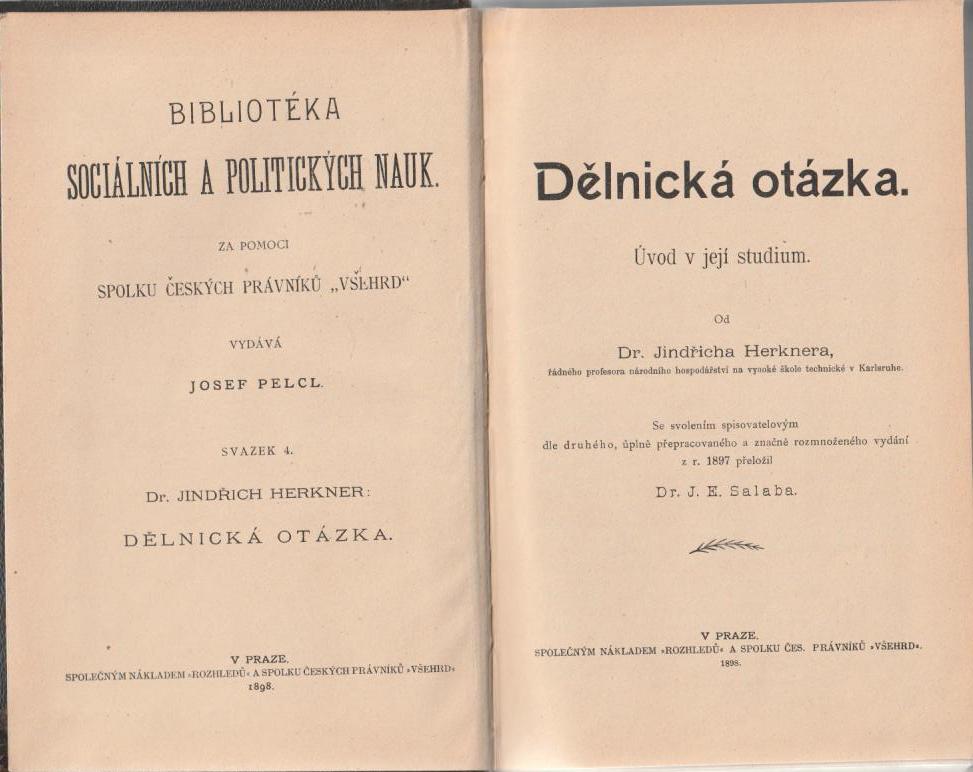 BIBLIOTÉKA
SOCIÁLNÍCH A POLITICKÝCH NAUK.
ZA POMOCI
SPOLKU ČESKÝCH PRÁVNÍKŮ „VŠEHRD“
VYDÁVÁ
JOSEF PELCL.
SVAZEK 4.
Dr. JINDŘICH HERKNER:
DĚLNICKÁ OTÁZKA.
V PRAZE.
SPOLEČNÝM NÁKLADEM »ROZHLEDŮ« A SPOLKU ČESKÝCH PRÁVNÍKŮ »VŠEHRD«
1898.
Dělnická otázka.
Úvod v její studium.
Od
Dr. Jindřicha Herknera,
řádného profesora národního hospodářství na vysoké škole technické v Karlsruhe.
Se svolením spisovatelovým
dle druhého, úplně přepracovaného a značně rozmnoženého vydání
z r. 1897 přeložil
Dr. J. E. Salaba.
V PRAZE.
SPOLEČNÝM NÁKLADEM »ROZHLEDŮ« A SPOLKU ČES. PRÁVNÍKŮ »VŠEHRD«.
1898.